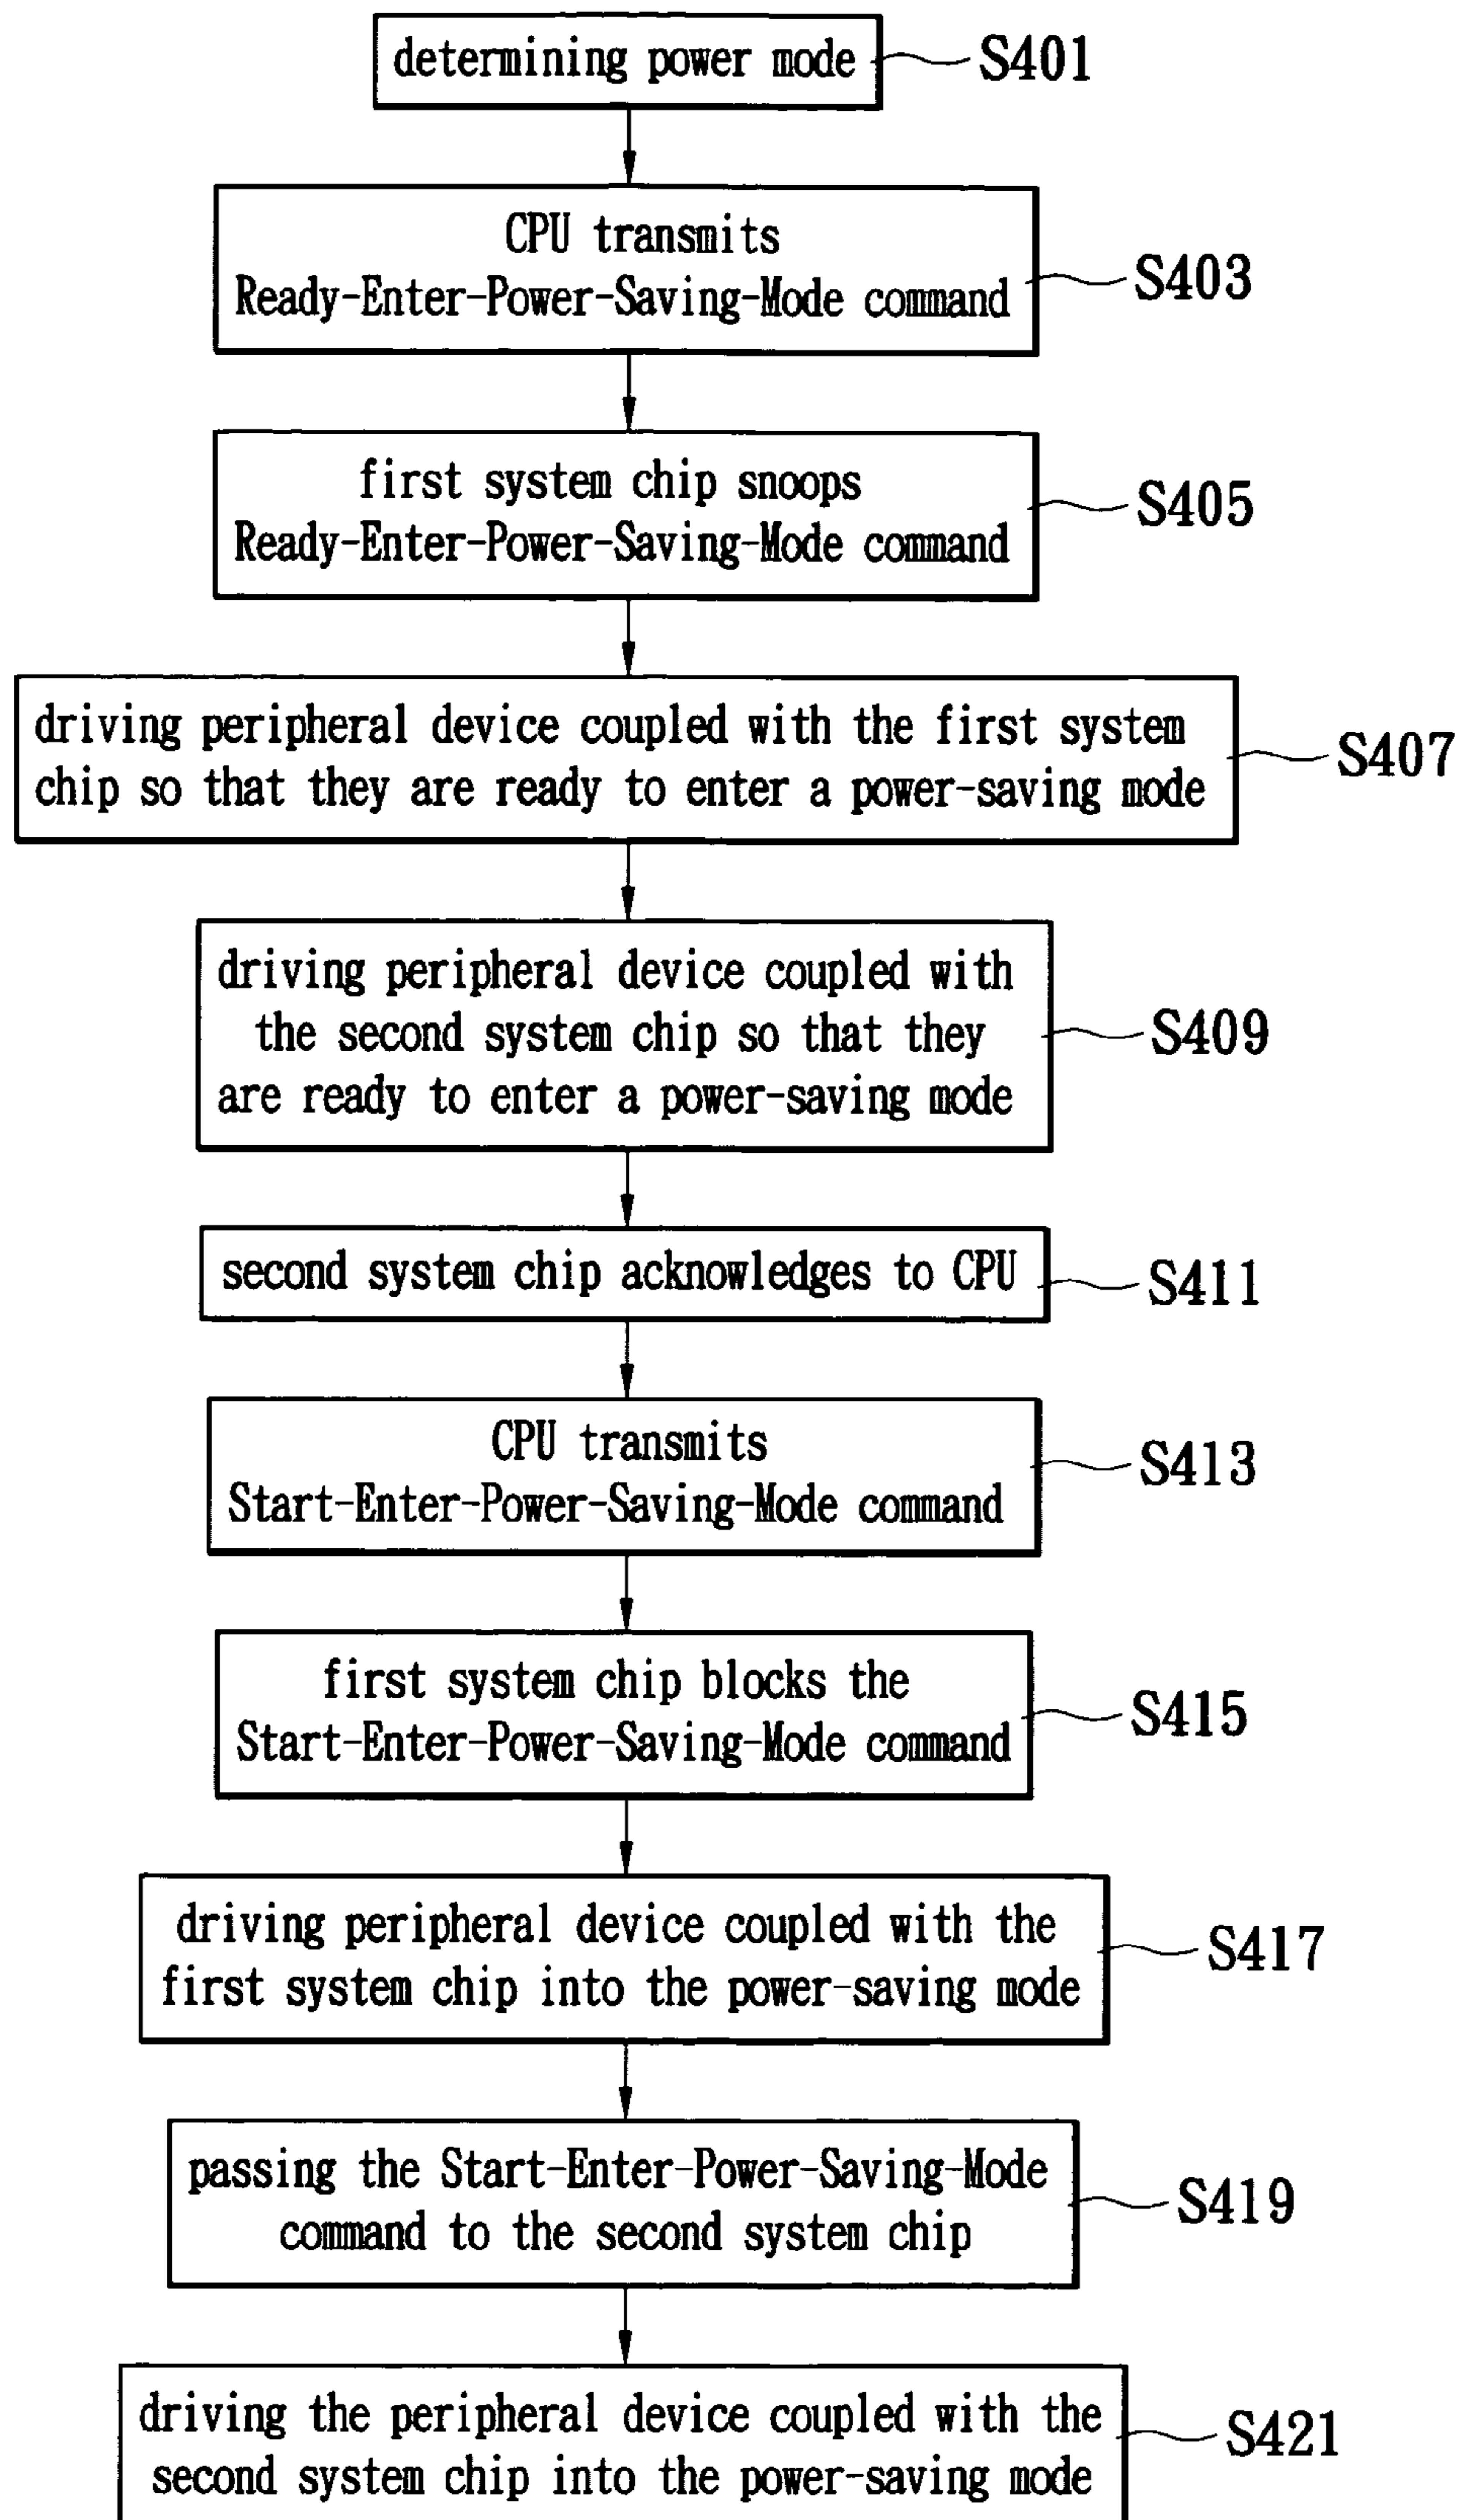 determining power mode
S401
CPU transmits
Ready-Enter-Power-Saving-Mode command
S403
first system chip snoops
Ready-Enter-Power-Saving-Mode command
S405
driving peripheral device coupled with the first system
chip so that they are ready to enter a power-saving mode
S407
driving peripheral device coupled with
the second system chip so that they
are ready to enter a power-saving mode
S409
second system chip acknowledges to CPU
S411
CPU transmits
Start-Enter-Power-Saving-Mode command
S413
first system chip blocks the
Start-Enter-Power-Saving-Mode command
S415
driving peripheral device coupled with the
first system chip into the power-saving mode
S417
passing the Start-Enter-Power-Saving-Mode
command to the second system chip
S419
driving the peripheral device coupled with the
second system chip into the power-saving mode
S421